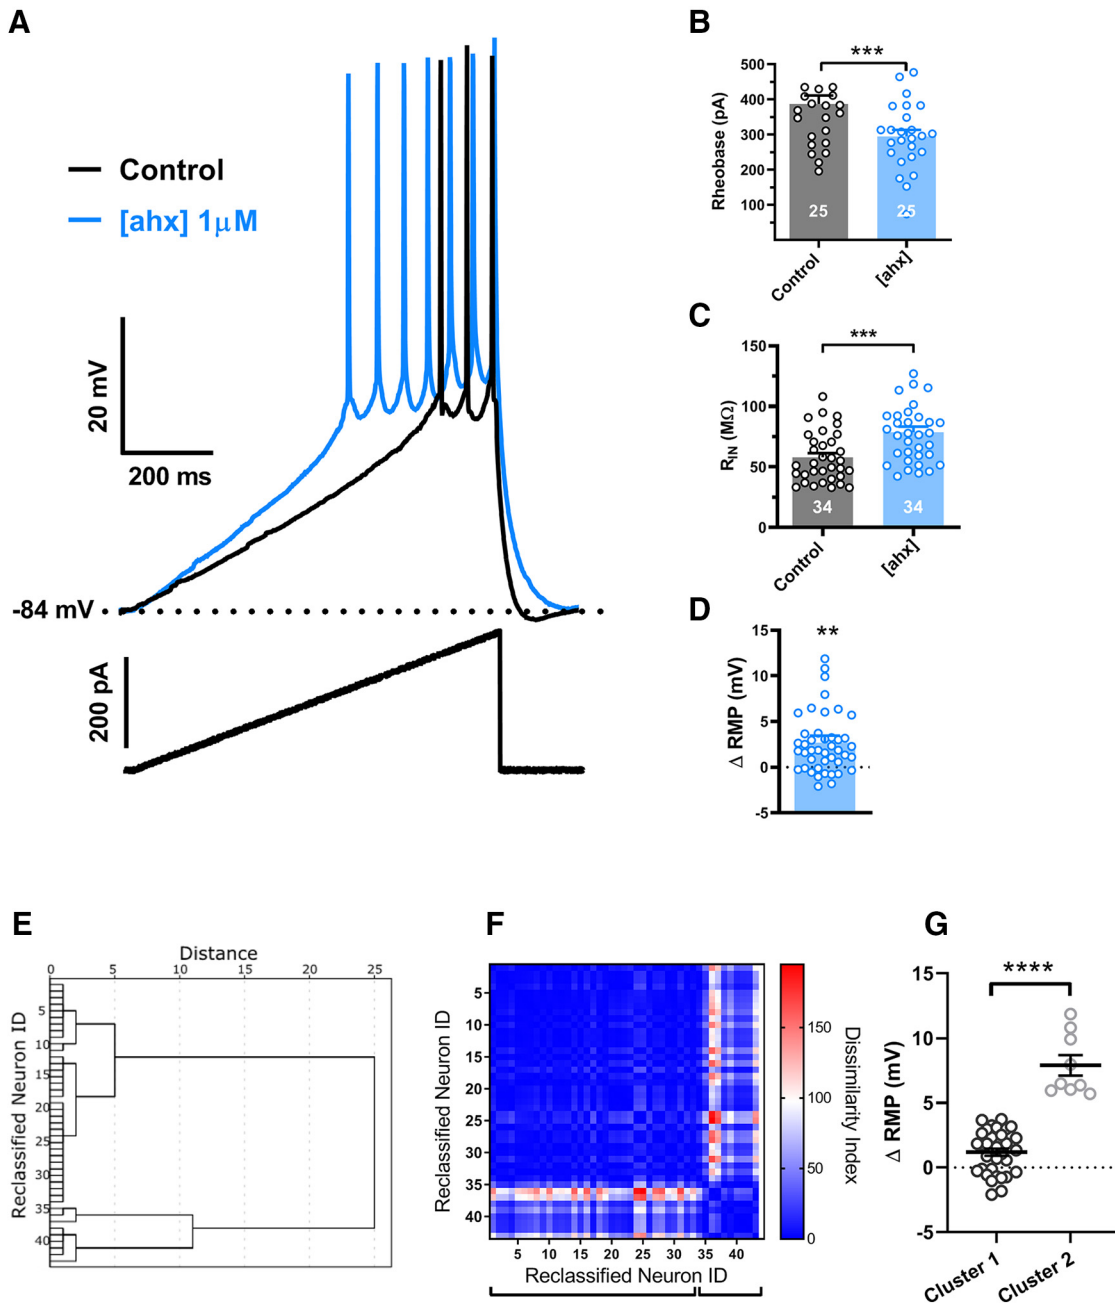 A
Control
[ahx] 1μM
20 mV
200 ms
-84 mV
200 pA
B
***
Rheobase (pA)
500
400
300
200
100
25
25
Control
[ahx]
C
***
R_IN (MΩ)
150
100
50
0
34
34
Control
[ahx]
D
**
Δ RMP (mV)
15
10
5
0
-5
E
Distance
0 5 10 15 20 25
Reclassified Neuron ID
5
10
15
20
25
30
35
40
F
Reclassified Neuron ID
5
10
15
20
25
30
35
40
5 10 15 20 25 30 35 40
Reclassified Neuron ID
150
100
50
0
Dissimilarity Index
G
****
Δ RMP (mV)
15
10
5
0
-5
Cluster 1
Cluster 2